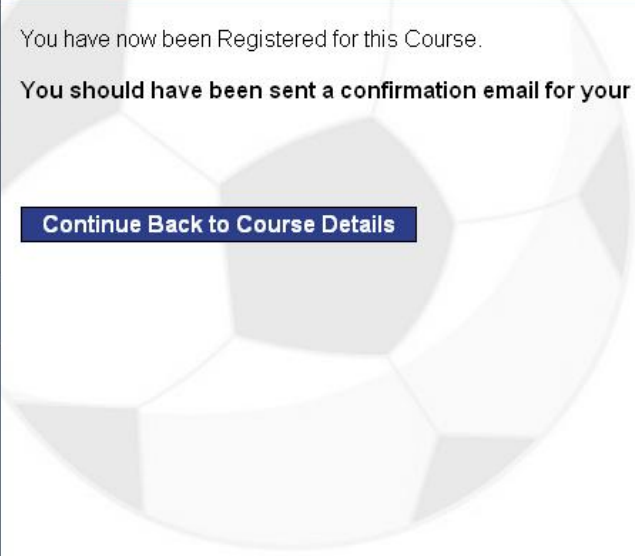 You have now been Registered for this Course.
You should have been sent a confirmation email for your
Continue Back to Course Details